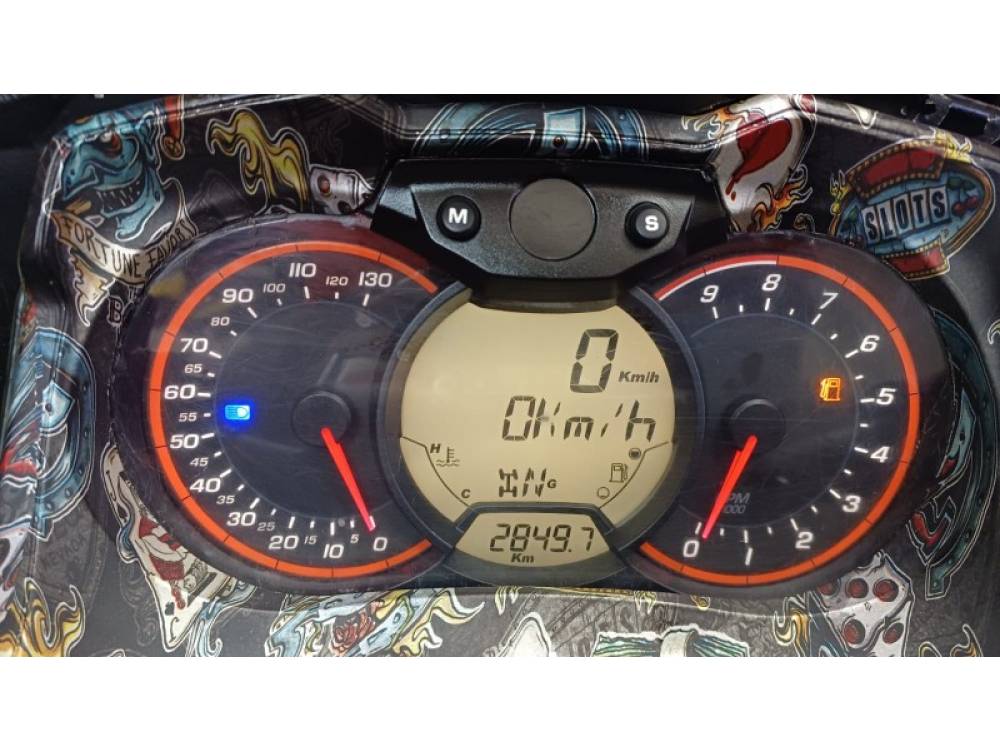 FORTUNE FAVORS
SLOTS
M
S
0 5 10 15 20 25 30 35 40 45 50 55 60 65 70 80 90 100 110 120 130
0 Km/h
0Km/h
H
C
N G
2849.7
Km
0 1 2 3 4 5 6 7 8 9
RPM
1000